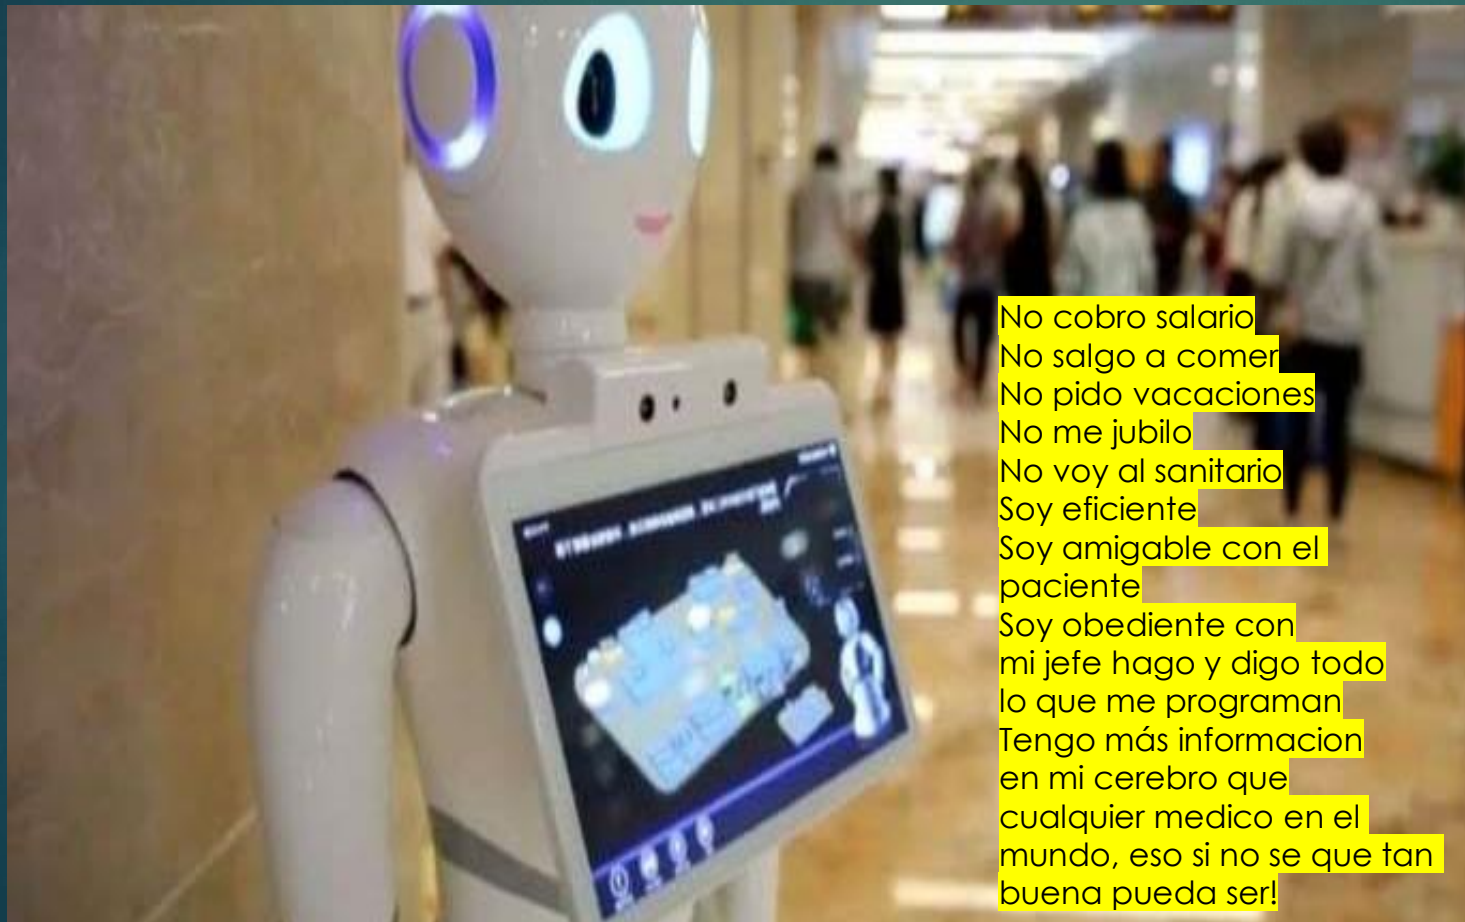 No cobro salario
No salgo a comer
No pido vacaciones
No me jubilo
No voy al sanitario
Soy eficiente
Soy amigable con el
paciente
Soy obediente con
mi jefe hago y digo todo
lo que me programan
Tengo más informacion
en mi cerebro que
cualquier medico en el
mundo, eso si no se que tan
buena pueda ser!